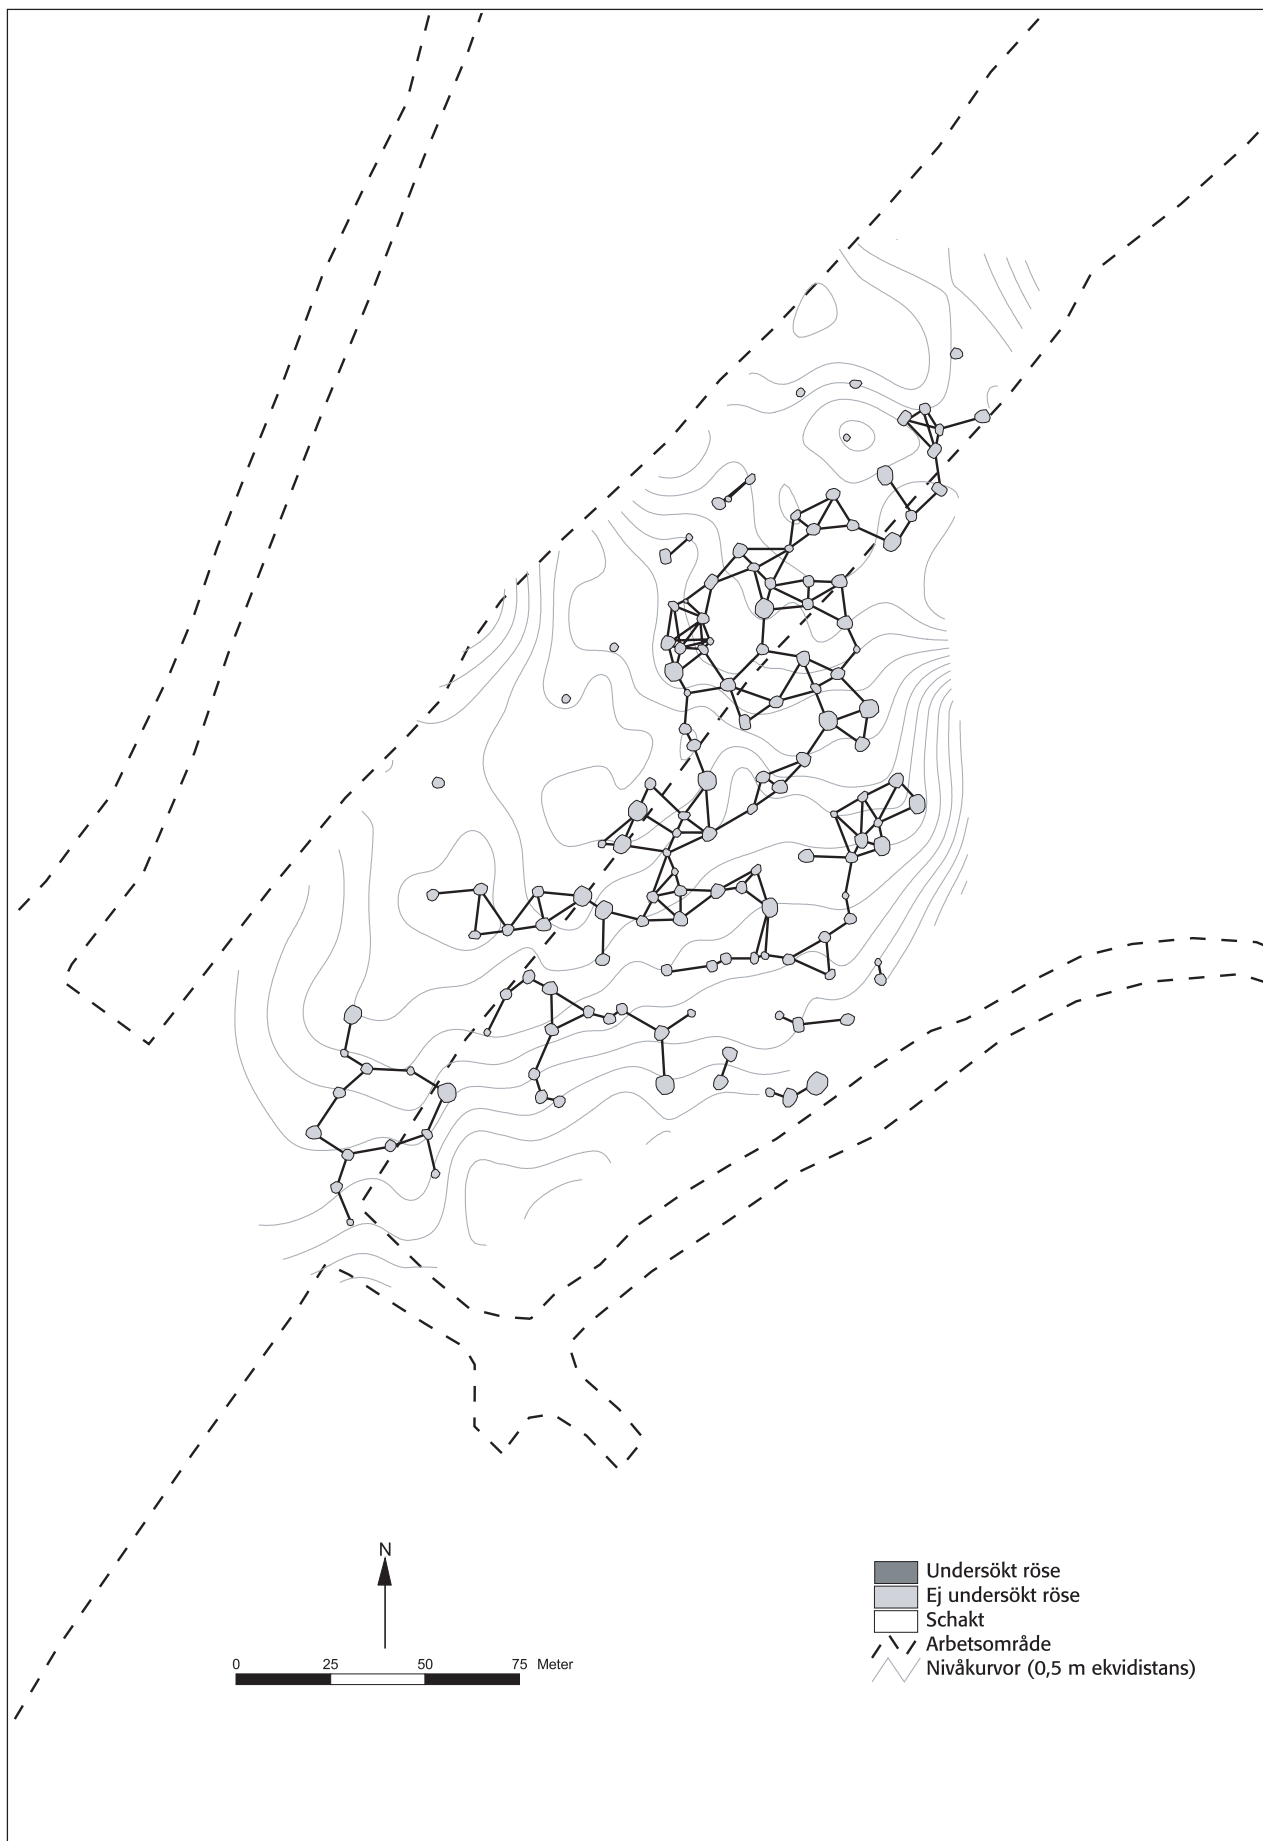 N
0 25 50 75 Meter
Undersökt röse
Ej undersökt röse
Schakt
Arbetsområde
Nivåkurvor (0,5 m ekvidistans)